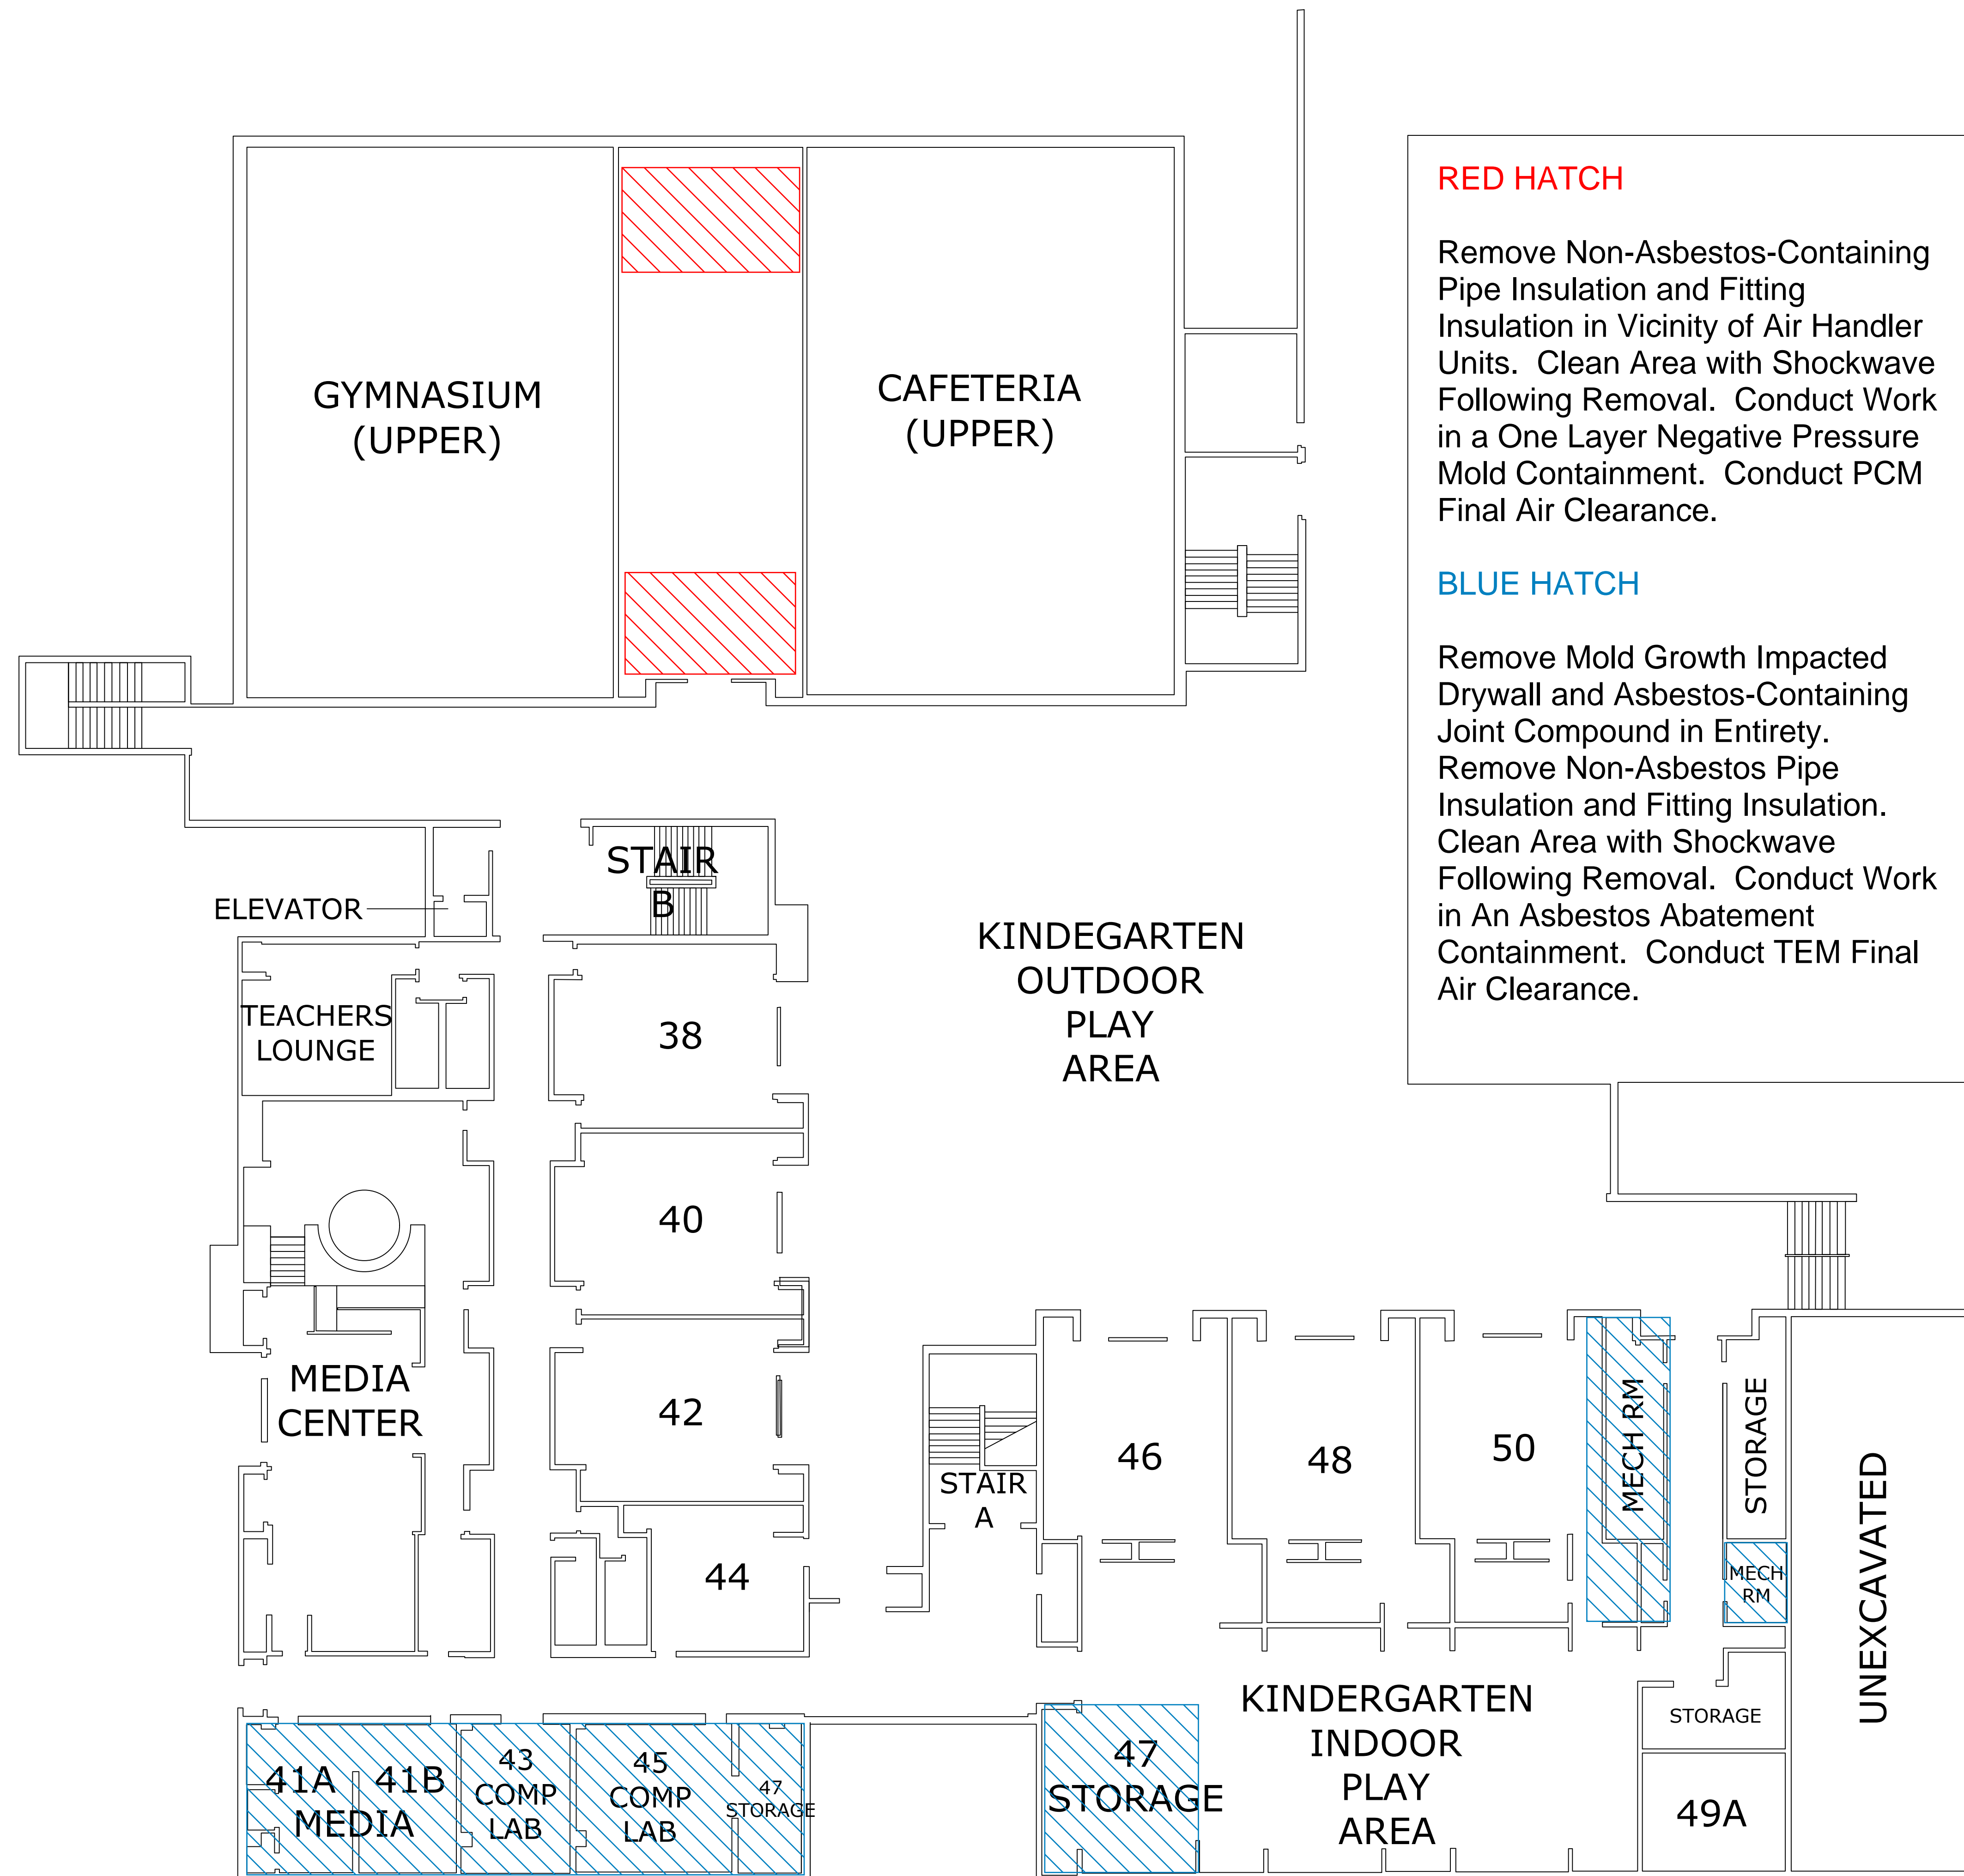 GYMNASIUM
(UPPER)
CAFETERIA
(UPPER)
RED HATCH
Remove Non-Asbestos-Containing
Pipe Insulation and Fitting
Insulation in Vicinity of Air Handler
Units.  Clean Area with Shockwave
Following Removal.  Conduct Work
in a One Layer Negative Pressure
Mold Containment.  Conduct PCM
Final Air Clearance.
BLUE HATCH
Remove Mold Growth Impacted
Drywall and Asbestos-Containing
Joint Compound in Entirety.
Remove Non-Asbestos Pipe
Insulation and Fitting Insulation.
Clean Area with Shockwave
Following Removal.  Conduct Work
in An Asbestos Abatement
Containment.  Conduct TEM Final
Air Clearance.
STAIR
B
ELEVATOR
TEACHERS
LOUNGE
38
KINDEGARTEN
OUTDOOR
PLAY
AREA
40
MEDIA
CENTER
42
44
STAIR
A
46
48
50
MECH RM
STORAGE
MECH
RM
UNEXCAVATED
STORAGE
49A
KINDERGARTEN
INDOOR
PLAY
AREA
47
STORAGE
41A 41B
MEDIA
43
COMP
LAB
45
COMP
LAB
47
STORAGE